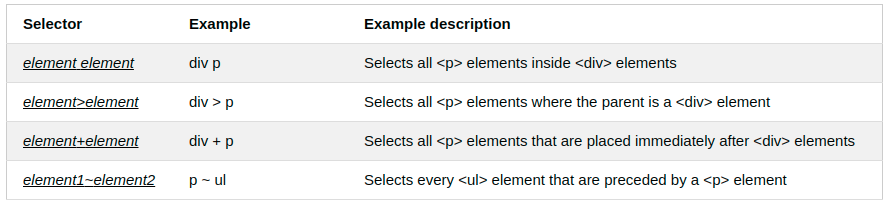 Selector Example Example description
element element div p Selects all <p> elements inside <div> elements
element>element div > p Selects all <p> elements where the parent is a <div> element
element+element div + p Selects all <p> elements that are placed immediately after <div> elements
element1~element2 p ~ ul Selects every <ul> element that are preceded by a <p> element